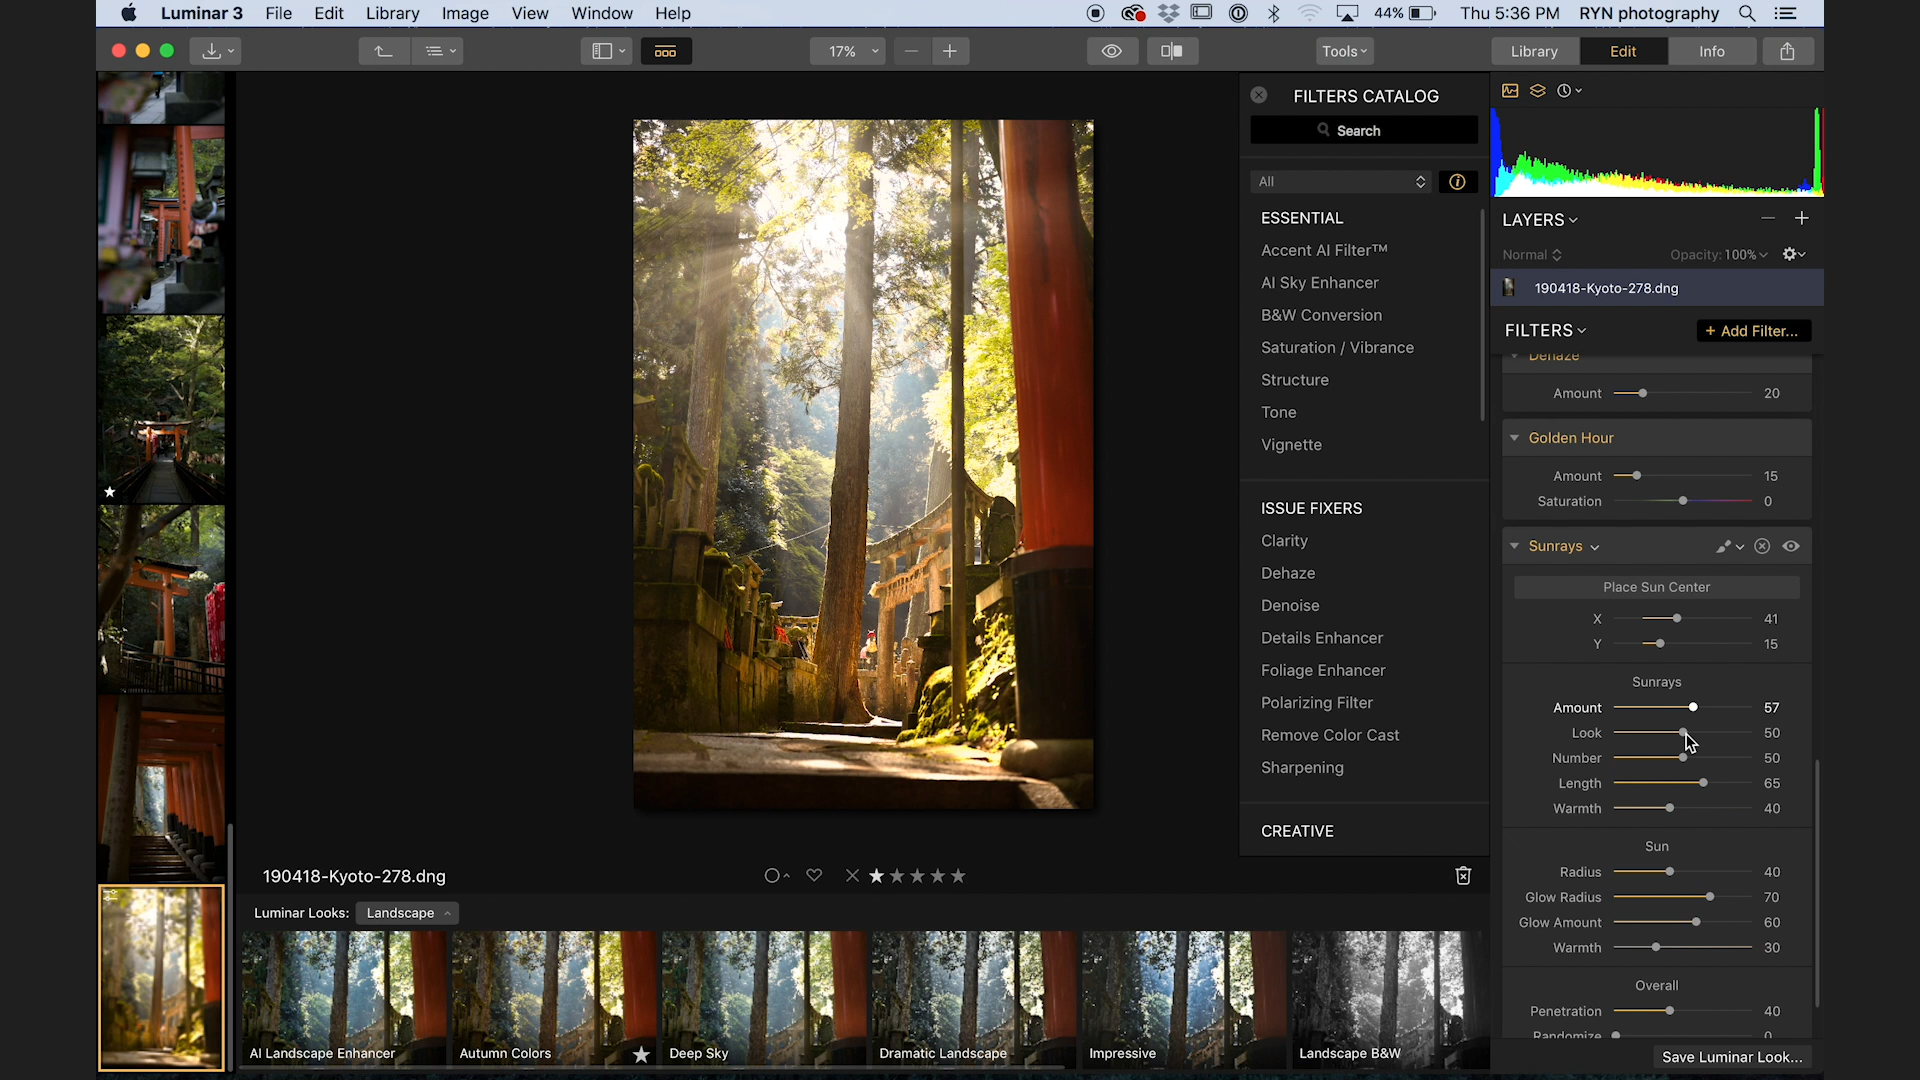 Luminar 3 File Edit Library Image View Window Help 44% Thu 5:36 PM RYN photography
17% Tools Library Edit Info
FILTERS CATALOG
Search
All
ESSENTIAL
Accent AI Filter™
AI Sky Enhancer
B&W Conversion
Saturation / Vibrance
Structure
Tone
Vignette
ISSUE FIXERS
Clarity
Dehaze
Denoise
Details Enhancer
Foliage Enhancer
Polarizing Filter
Remove Color Cast
Sharpening
CREATIVE
LAYERS
Normal Opacity: 100%
190418-Kyoto-278.dng
FILTERS + Add Filter...
Dehaze
Amount 20
Golden Hour
Amount 15
Saturation 0
Sunrays
Place Sun Center
X 41
Y 15
Sunrays
Amount 57
Look 50
Number 50
Length 65
Warmth 40
Sun
Radius 40
Glow Radius 70
Glow Amount 60
Warmth 30
Overall
Penetration 40
Randomize 0
Save Luminar Look...
190418-Kyoto-278.dng
Luminar Looks: Landscape
AI Landscape Enhancer Autumn Colors Deep Sky Dramatic Landscape Impressive Landscape B&W